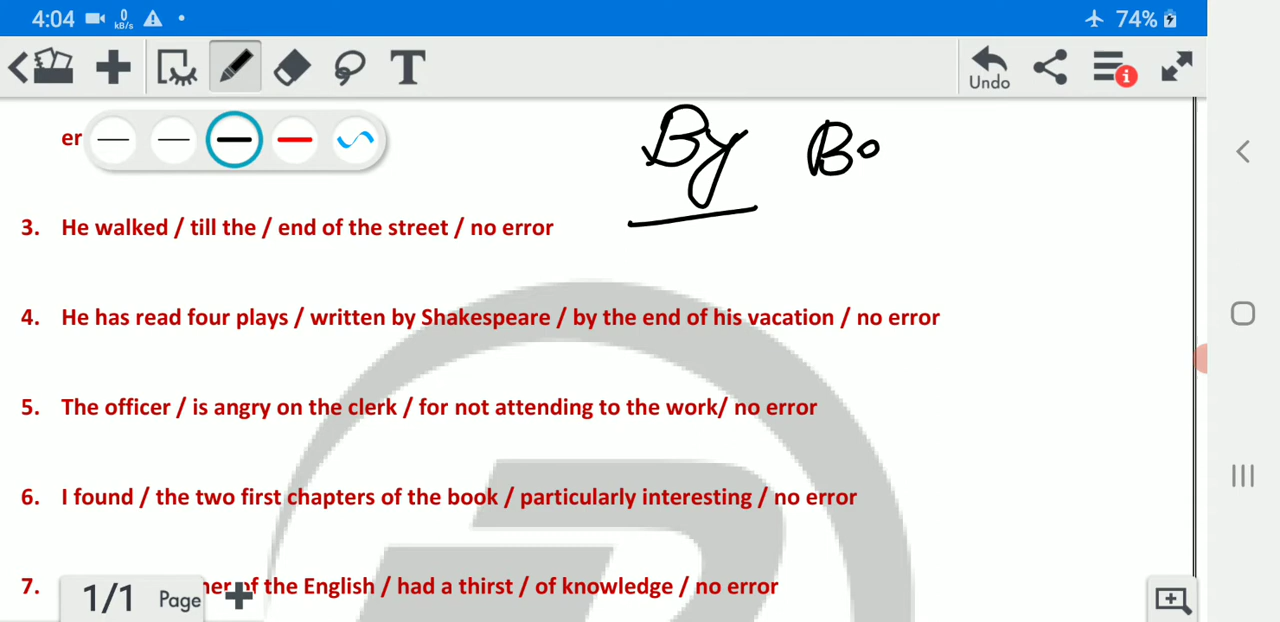 4:04 0 kB/s 74%
Undo
er
By Bo
3. He walked / till the / end of the street / no error
4. He has read four plays / written by Shakespeare / by the end of his vacation / no error
5. The officer / is angry on the clerk / for not attending to the work/ no error
6. I found / the two first chapters of the book / particularly interesting / no error
7. her of the English / had a thirst / of knowledge / no error
1/1 Page